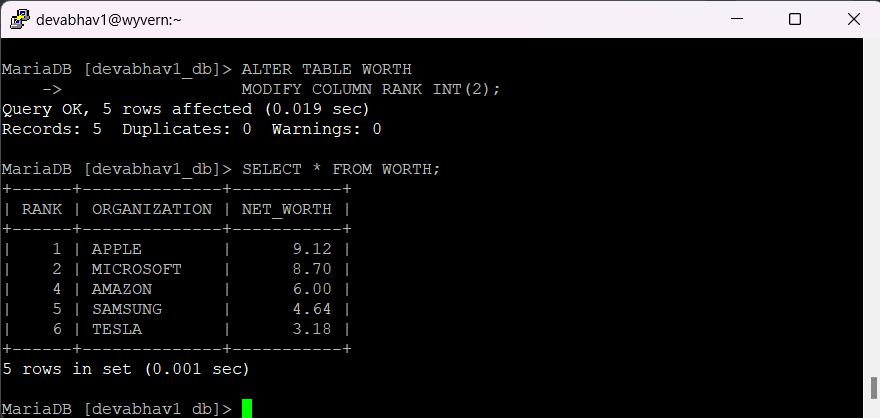 devabhav1@wyvern:~
MariaDB [devabhav1_db]> ALTER TABLE WORTH
    ->                  MODIFY COLUMN RANK INT(2);
Query OK, 5 rows affected (0.019 sec)
Records: 5  Duplicates: 0  Warnings: 0
MariaDB [devabhav1_db]> SELECT * FROM WORTH;
+------+--------------+-----------+
| RANK | ORGANIZATION | NET_WORTH |
+------+--------------+-----------+
|    1 | APPLE        |      9.12 |
|    2 | MICROSOFT    |      8.70 |
|    4 | AMAZON       |      6.00 |
|    5 | SAMSUNG      |      4.64 |
|    6 | TESLA        |      3.18 |
+------+--------------+-----------+
5 rows in set (0.001 sec)
MariaDB [devabhav1_db]>